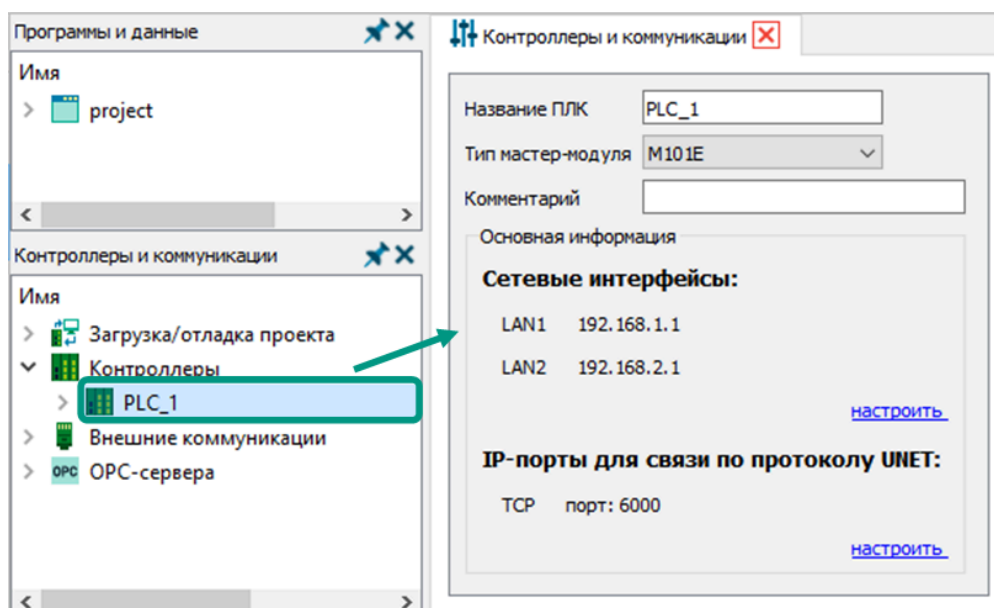 Программы и данные
Имя
project
Контроллеры и коммуникации
Имя
Загрузка/отладка проекта
Контроллеры
PLC_1
Внешние коммуникации
OPC OPC-сервера
Контроллеры и коммуникации
Название ПЛК PLC_1
Тип мастер-модуля M101E
Комментарий
Основная информация
Сетевые интерфейсы:
LAN1 192.168.1.1
LAN2 192.168.2.1
настроить
IP-порты для связи по протоколу UNET:
TCP порт: 6000
настроить